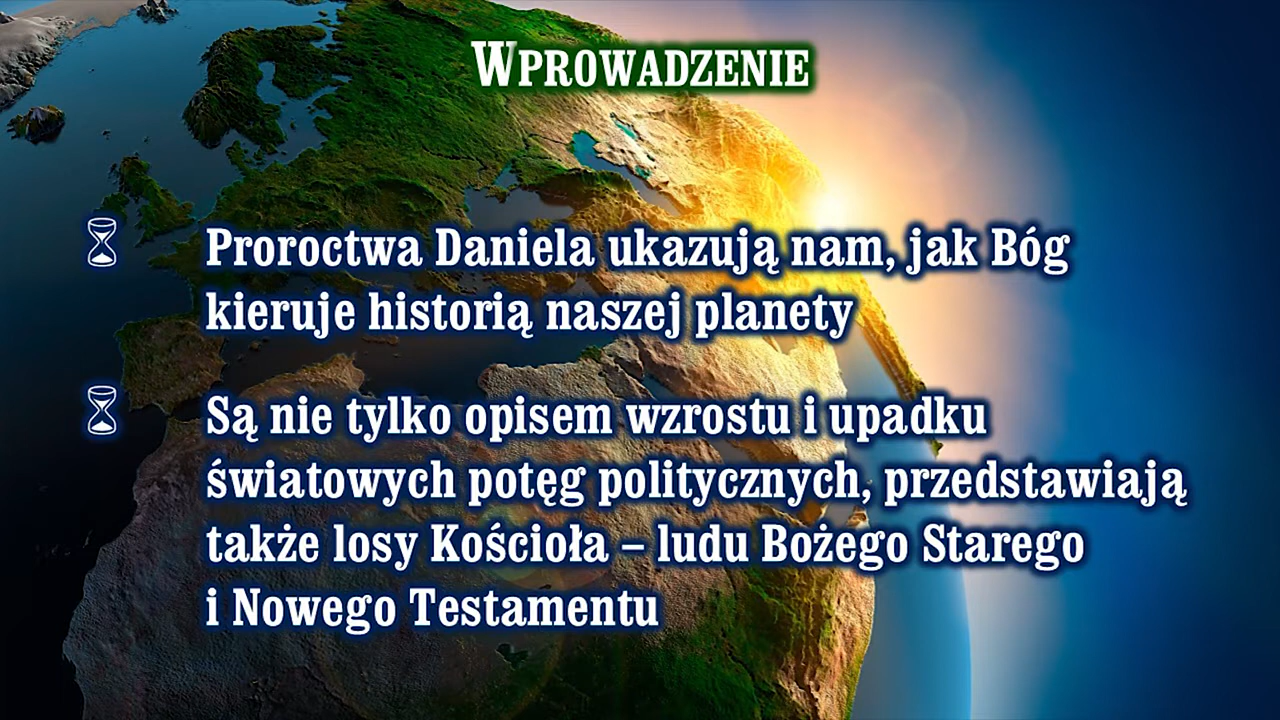 WPROWADZENIE
Proroctwa Daniela ukazują nam, jak Bóg
kieruje historią naszej planety
Są nie tylko opisem wzrostu i upadku
światowych potęg politycznych, przedstawiają
także losy Kościoła – ludu Bożego Starego
i Nowego Testamentu